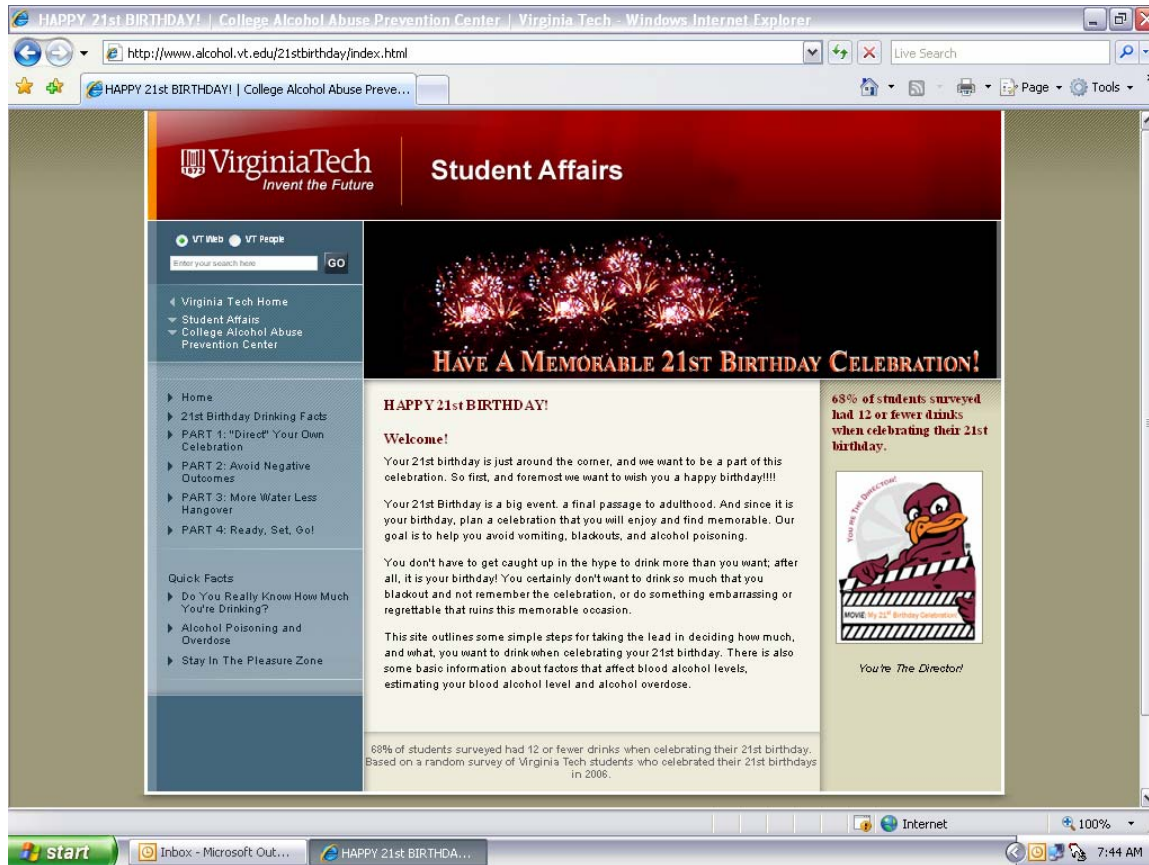 HAPPY 21st BIRTHDAY! | College Alcohol Abuse Prevention Center | Virginia Tech - Windows Internet Explorer
http://www.alcohol.vt.edu/21stbirthday/index.html
Live Search
HAPPY 21st BIRTHDAY! | College Alcohol Abuse Preve...
Page
Tools
VirginiaTech
1872
Invent the Future
Student Affairs
VT Web
VT People
Enter your search here
GO
Virginia Tech Home
Student Affairs
College Alcohol Abuse
Prevention Center
Home
21st Birthday Drinking Facts
PART 1: "Direct" Your Own
Celebration
PART 2: Avoid Negative
Outcomes
PART 3: More Water Less
Hangover
PART 4: Ready, Set, Go!
Quick Facts
Do You Really Know How Much
You're Drinking?
Alcohol Poisoning and
Overdose
Stay In The Pleasure Zone
HAVE A MEMORABLE 21ST BIRTHDAY CELEBRATION!
HAPPY 21st BIRTHDAY!
Welcome!
Your 21st birthday is just around the corner, and we want to be a part of this
celebration. So first, and foremost we want to wish you a happy birthday!!!!
Your 21st Birthday is a big event. a final passage to adulthood. And since it is
your birthday, plan a celebration that you will enjoy and find memorable. Our
goal is to help you avoid vomiting, blackouts, and alcohol poisoning.
You don't have to get caught up in the hype to drink more than you want; after
all, it is your birthday! You certainly don't want to drink so much that you
blackout and not remember the celebration, or do something embarrassing or
regrettable that ruins this memorable occasion.
This site outlines some simple steps for taking the lead in deciding how much,
and what, you want to drink when celebrating your 21st birthday. There is also
some basic information about factors that affect blood alcohol levels,
estimating your blood alcohol level and alcohol overdose.
68% of students surveyed had 12 or fewer drinks when celebrating their 21st birthday.
Based on a random survey of Virginia Tech students who celebrated their 21st birthdays
in 2006.
68% of students surveyed
had 12 or fewer drinks
when celebrating their 21st
birthday.
YOU'RE THE DIRECTOR!
MOVIE: My 21st Birthday Celebration
You're The Director!
Internet
100%
start
Inbox - Microsoft Out...
HAPPY 21st BIRTHDA...
7:44 AM